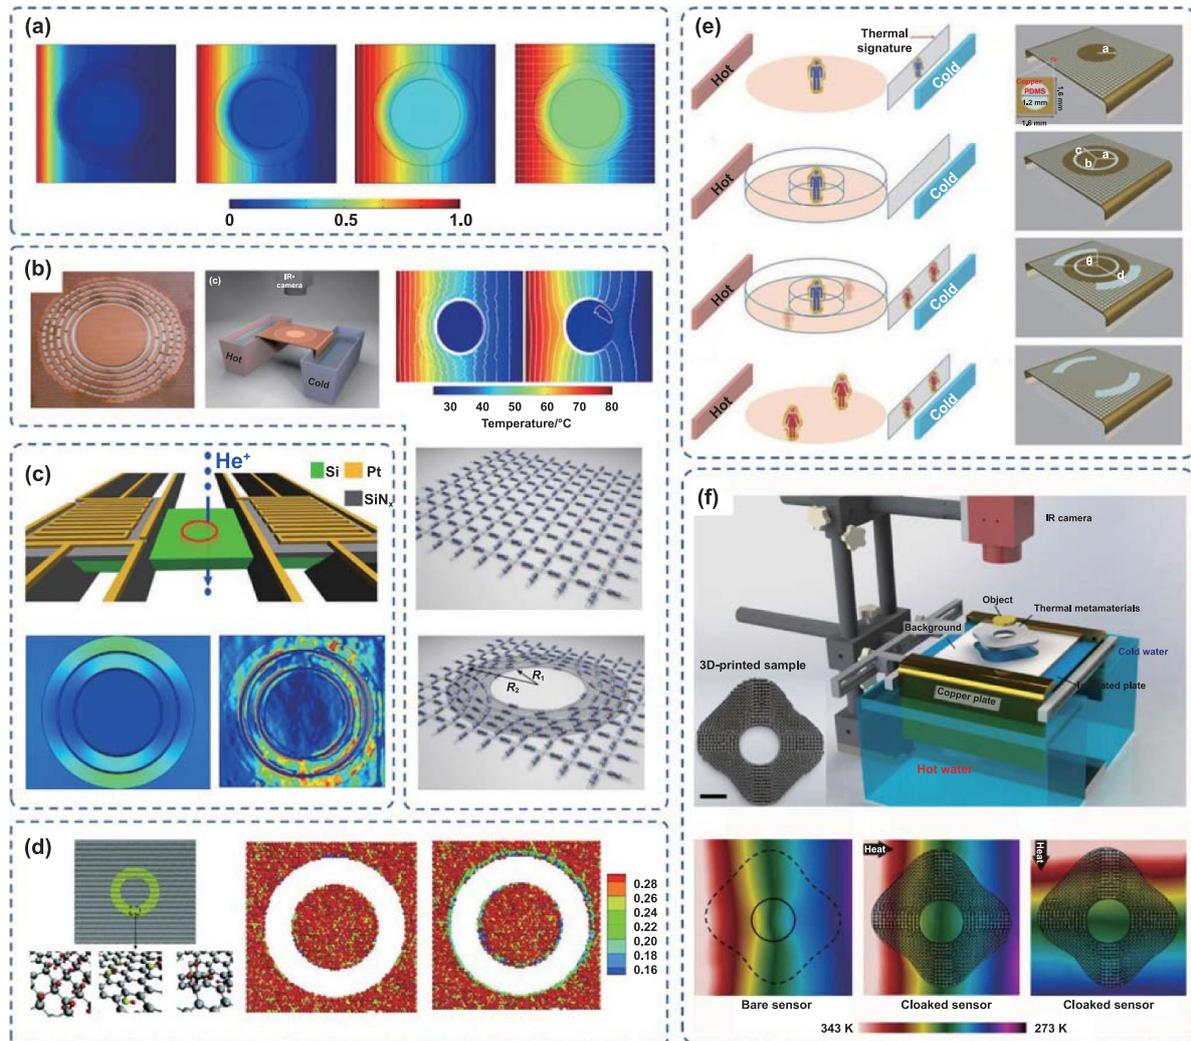 (a)
0
0.5
1.0
(b)
(c)
IR-
camera
Hot
Cold
30
40
50
60
70
80
Temperature/°C
(c)
He+
Si
Pt
SiNx
R1
R2
(d)
0.28
0.26
0.24
0.22
0.20
0.18
0.16
(e)
Thermal
signature
Hot
Cold
Hot
Cold
Hot
Cold
Hot
Cold
a
Copper
PDMS
1.2 mm
1.6 mm
1.6 mm
c
a
b
θ
d
(f)
IR camera
Object
Thermal metamaterials
Background
Cold water
3D-printed sample
plate
Copper plate
Hot water
Heat
Heat
Bare sensor
Cloaked sensor
Cloaked sensor
343 K
273 K